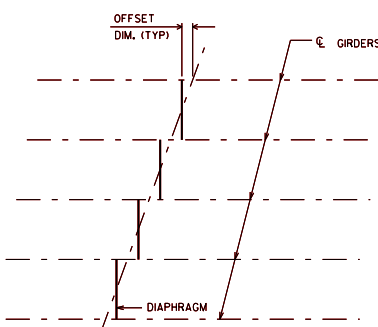 OFFSET
DIM. (TYP)
℄ GIRDERS
DIAPHRAGM